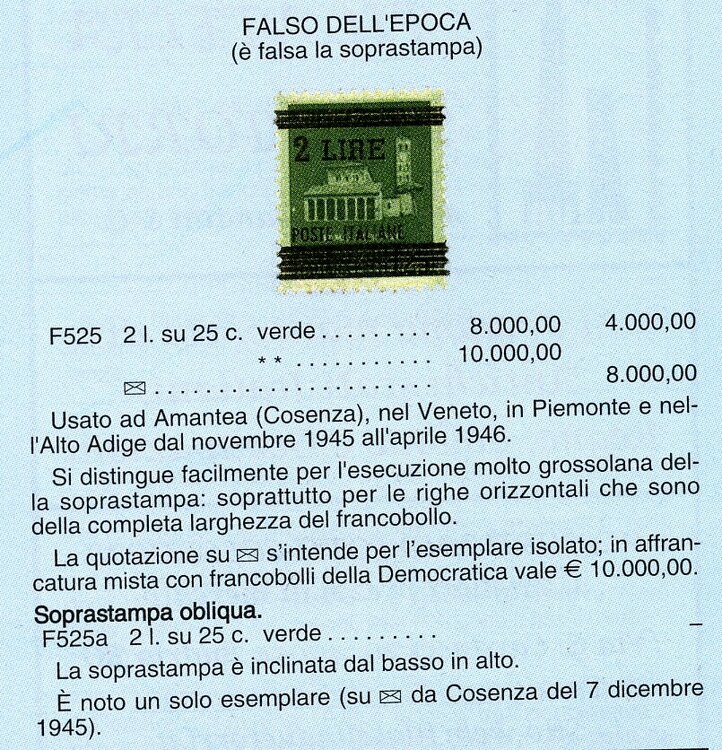 FALSO DELL'EPOCA
(è falsa la soprastampa)
2 LIRE
POSTE ITALIANE
F525 2 l. su 25 c. verde . . . . . . . . . 8.000,00 4.000,00
* * . . . . . . . . . . . 10.000,00
✉ . . . . . . . . . . . . . . . . . . . . . . 8.000,00
Usato ad Amantea (Cosenza), nel Veneto, in Piemonte e nel-
l'Alto Adige dal novembre 1945 all'aprile 1946.
Si distingue facilmente per l'esecuzione molto grossolana del-
la soprastampa: soprattutto per le righe orizzontali che sono
della completa larghezza del francobollo.
La quotazione su ✉ s'intende per l'esemplare isolato; in affran-
catura mista con francobolli della Democratica vale € 10.000,00.
Soprastampa obliqua.
F525a 2 l. su 25 c. verde . . . . . . . . . –
La soprastampa è inclinata dal basso in alto.
È noto un solo esemplare (su ✉ da Cosenza del 7 dicembre
1945).